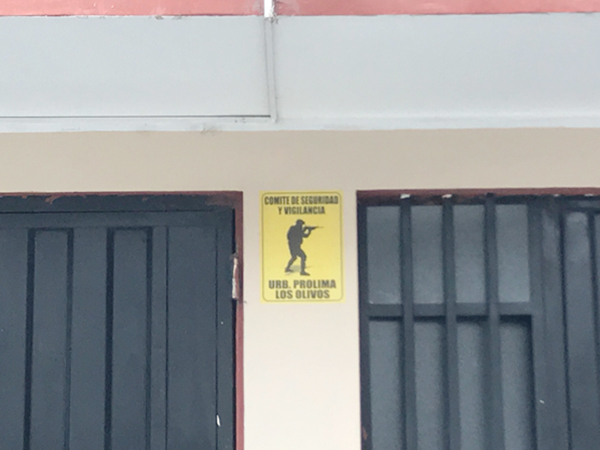 COMITE DE SEGURIDAD
Y VIGILANCIA
URB. PROLIMA
LOS OLIVOS